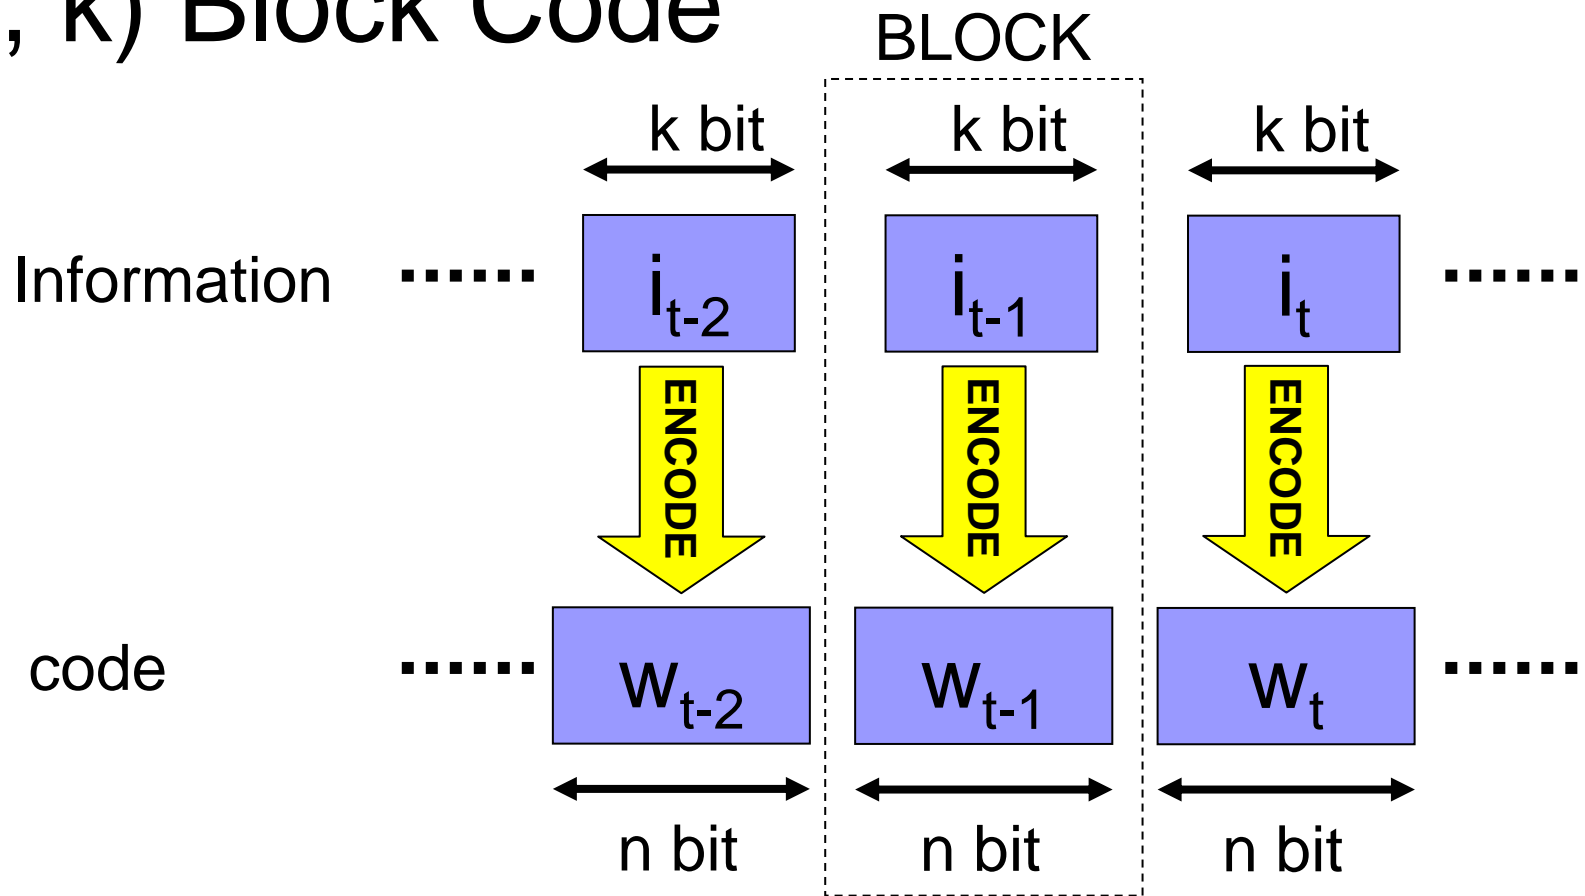 , k) Block Code
BLOCK
k bit k bit k bit
Information ...... i_{t-2} i_{t-1} i_t ......
ENCODE ENCODE ENCODE
code ...... w_{t-2} w_{t-1} w_t ......
n bit n bit n bit